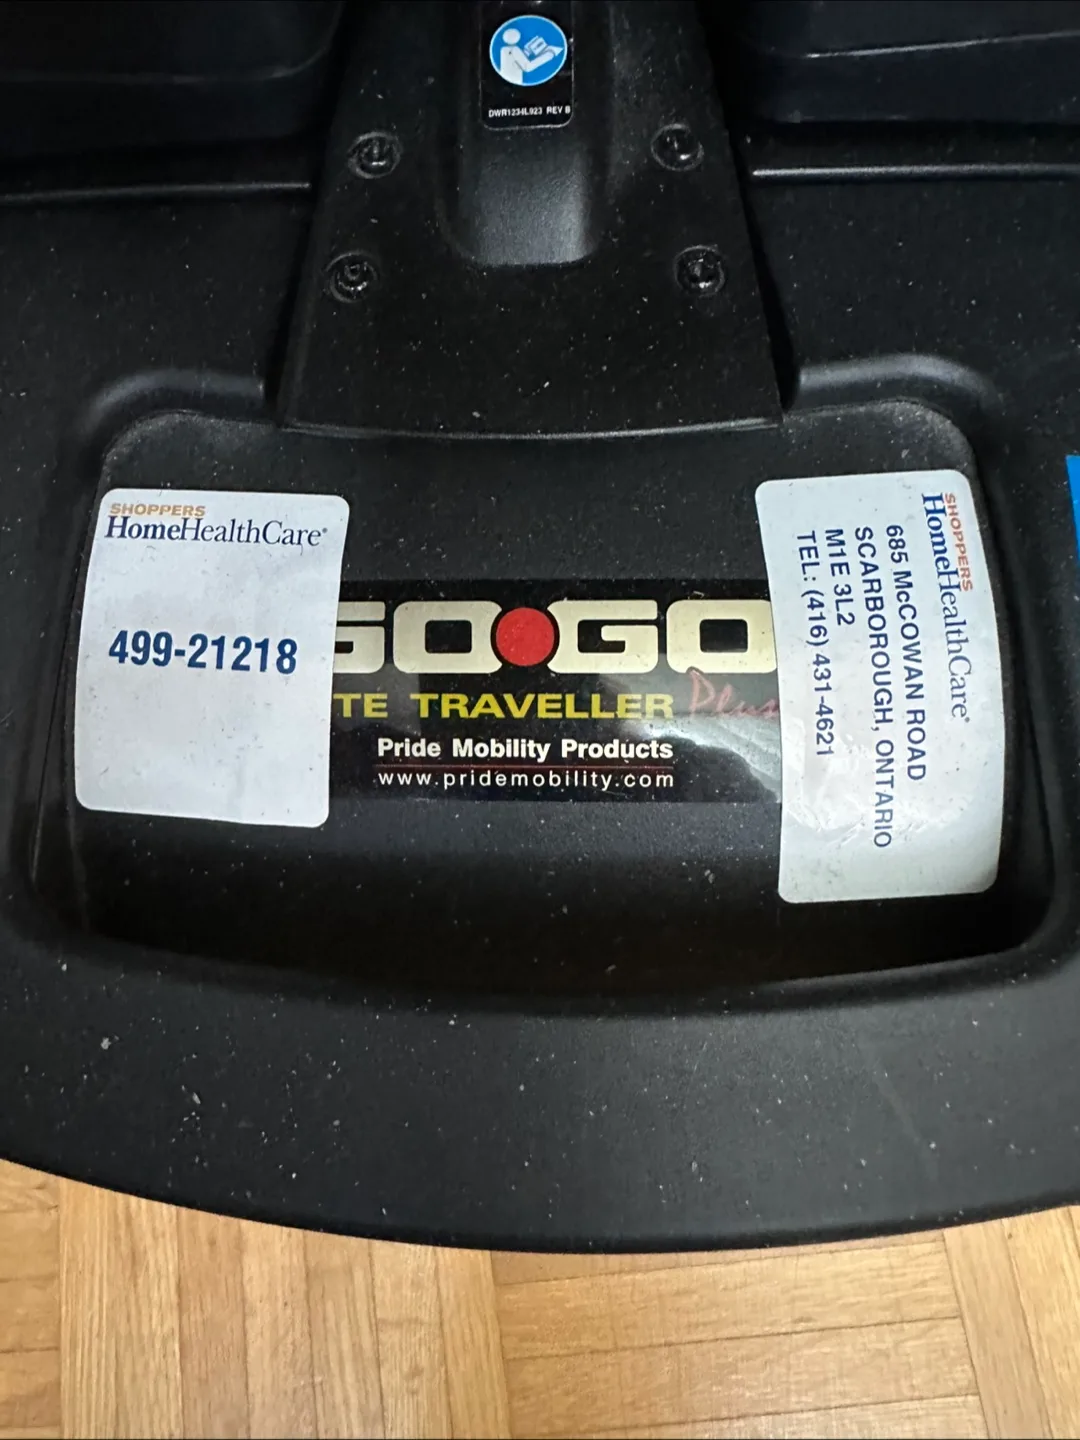 DWR1234L923 REV B
SHOPPERS
HomeHealthCare®
499-21218
GO GO
TE TRAVELLER Plus
Pride Mobility Products
www.pridemobility.com
SHOPPERS
HomeHealthCare®
685 McCOWAN ROAD
SCARBOROUGH, ONTARIO
M1E 3L2
TEL: (416) 431-4621